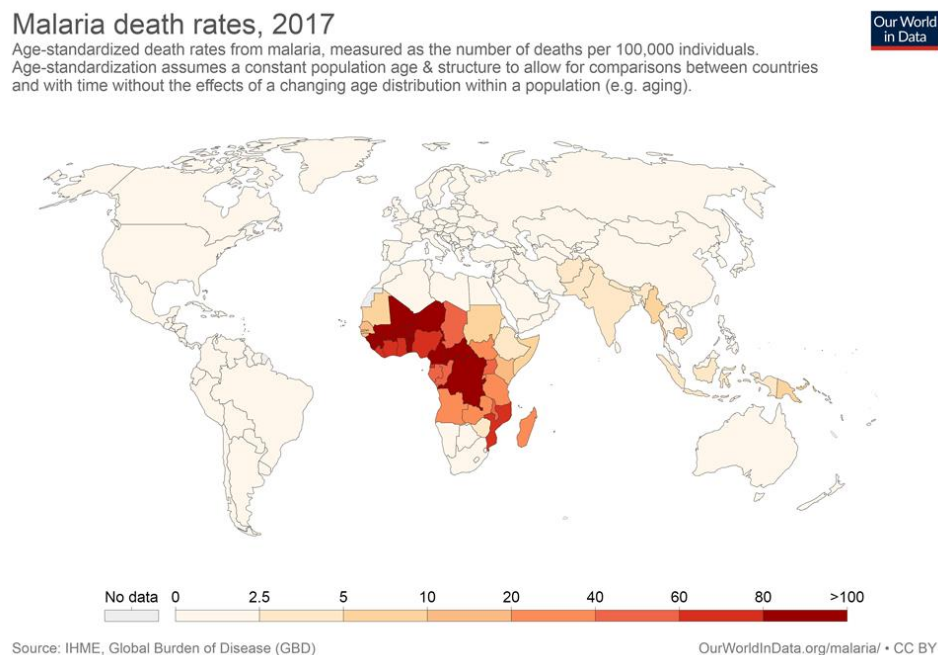 Malaria death rates, 2017
Our World
in Data
Age-standardized death rates from malaria, measured as the number of deaths per 100,000 individuals.
Age-standardization assumes a constant population age & structure to allow for comparisons between countries
and with time without the effects of a changing age distribution within a population (e.g. aging).
No data 0 2.5 5 10 20 40 60 80 >100
Source: IHME, Global Burden of Disease (GBD)
OurWorldInData.org/malaria/ • CC BY